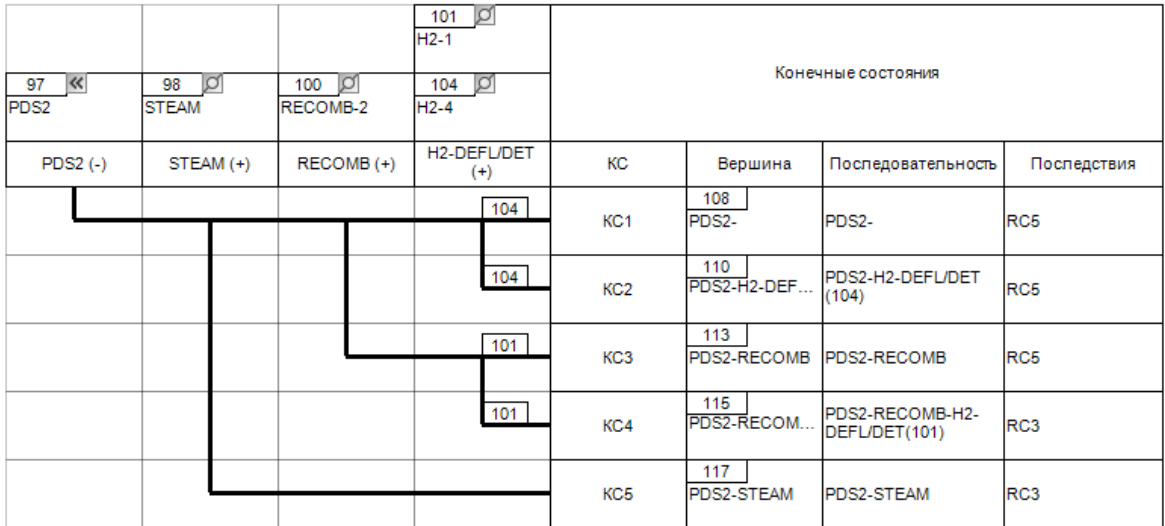 101
H2-1
Конечные состояния
97 98 100 104
PDS2 STEAM RECOMB-2 H2-4
PDS2 (-) STEAM (+) RECOMB (+) H2-DEFL/DET
(+)
КС Вершина Последовательность Последствия
104 108
КС1 PDS2- PDS2- RC5
104 110
КС2 PDS2-H2-DEF... PDS2-H2-DEFL/DET
(104) RC5
101 113
КС3 PDS2-RECOMB PDS2-RECOMB RC5
101 115
КС4 PDS2-RECOM... PDS2-RECOMB-H2-
DEFL/DET(101) RC3
117
КС5 PDS2-STEAM PDS2-STEAM RC3